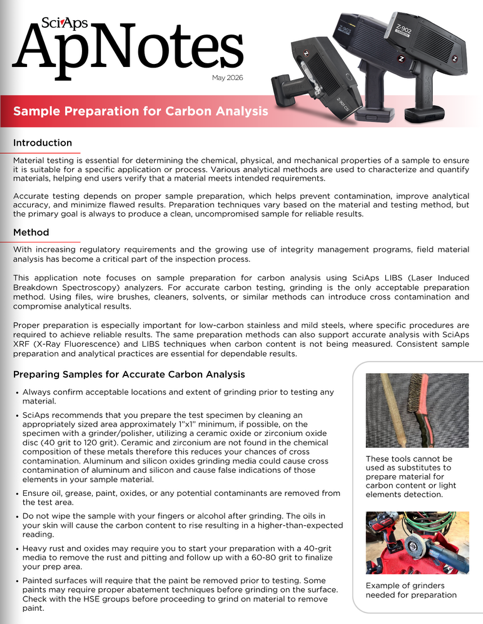 SciAps
ApNotes
May 2026
Z-902
Sample Preparation for Carbon Analysis
Introduction
Material testing is essential for determining the chemical, physical, and mechanical properties of a sample to ensure
it is suitable for a specific application or process. Various analytical methods are used to characterize and quantify
materials, helping end users verify that a material meets intended requirements.
Accurate testing depends on proper sample preparation, which helps prevent contamination, improve analytical
accuracy, and minimize flawed results. Preparation techniques vary based on the material and testing method, but
the primary goal is always to produce a clean, uncompromised sample for reliable results.
Method
With increasing regulatory requirements and the growing use of integrity management programs, field material
analysis has become a critical part of the inspection process.
This application note focuses on sample preparation for carbon analysis using SciAps LIBS (Laser Induced
Breakdown Spectroscopy) analyzers. For accurate carbon testing, grinding is the only acceptable preparation
method. Using files, wire brushes, cleaners, solvents, or similar methods can introduce cross contamination and
compromise analytical results.
Proper preparation is especially important for low-carbon stainless and mild steels, where specific procedures are
required to achieve reliable results. The same preparation methods can also support accurate analysis with SciAps
XRF (X-Ray Fluorescence) and LIBS techniques when carbon content is not being measured. Consistent sample
preparation and analytical practices are essential for dependable results.
Preparing Samples for Accurate Carbon Analysis
• Always confirm acceptable locations and extent of grinding prior to testing any
material.
• SciAps recommends that you prepare the test specimen by cleaning an
appropriately sized area approximately 1"x1" minimum, if possible, on the
specimen with a grinder/polisher, utilizing a ceramic oxide or zirconium oxide
disc (40 grit to 120 grit). Ceramic and zirconium are not found in the chemical
composition of these metals therefore this reduces your chances of cross
contamination. Aluminum and silicon oxides grinding media could cause cross
contamination of aluminum and silicon and cause false indications of those
elements in your sample material.
• Ensure oil, grease, paint, oxides, or any potential contaminants are removed from
the test area.
• Do not wipe the sample with your fingers or alcohol after grinding. The oils in
your skin will cause the carbon content to rise resulting in a higher-than-expected
reading.
• Heavy rust and oxides may require you to start your preparation with a 40-grit
media to remove the rust and pitting and follow up with a 60-80 grit to finalize
your prep area.
• Painted surfaces will require that the paint be removed prior to testing. Some
paints may require proper abatement techniques before grinding on the surface.
Check with the HSE groups before proceeding to grind on material to remove
paint.
These tools cannot be
used as substitutes to
prepare material for
carbon content or light
elements detection.
Example of grinders
needed for preparation